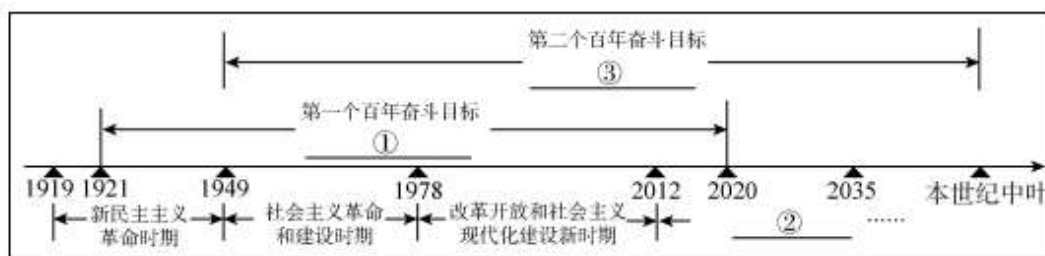 第二个百年奋斗目标
③
第一个百年奋斗目标
①
1919 1921 1949 1978 2012 2020 2035 本世纪中叶
新民主主义
革命时期
社会主义革命
和建设时期
改革开放和社会主义
现代化建设新时期
②
……